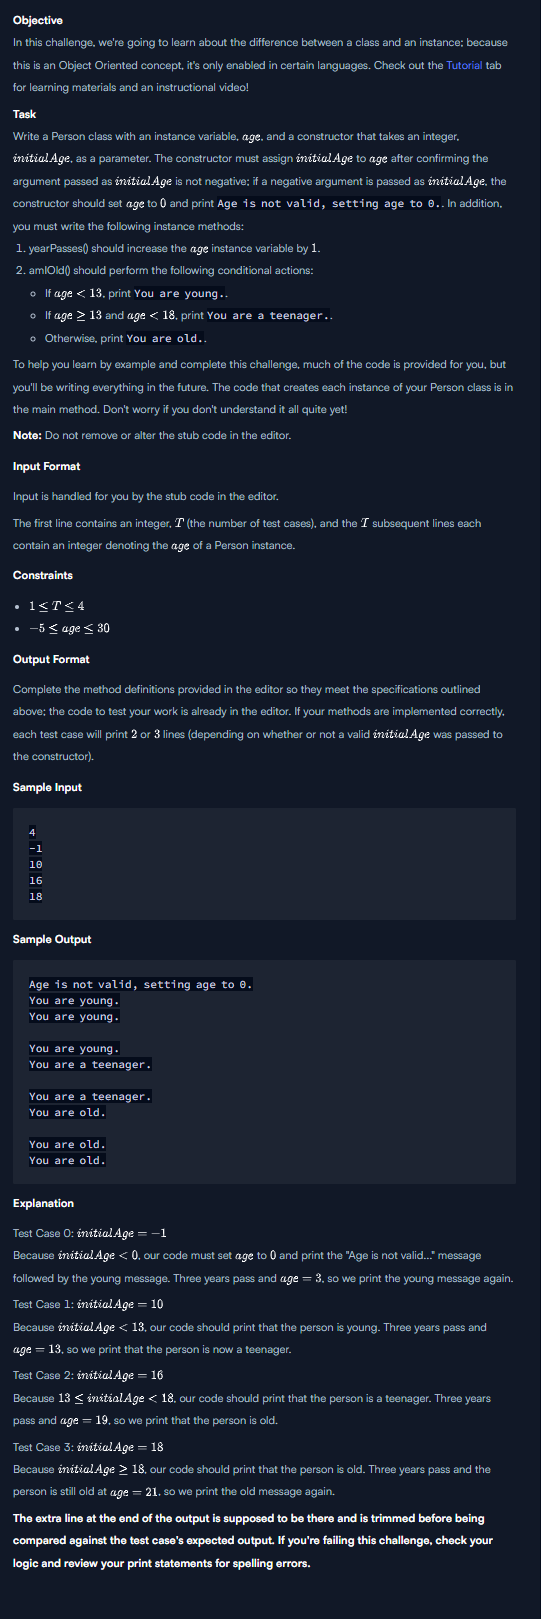 Objective
In this challenge, we're going to learn about the difference between a class and an instance; because
this is an Object Oriented concept, it's only enabled in certain languages. Check out the Tutorial tab
for learning materials and an instructional video!
Task
Write a Person class with an instance variable, age, and a constructor that takes an integer,
initialAge, as a parameter. The constructor must assign initialAge to age after confirming the
argument passed as initialAge is not negative; if a negative argument is passed as initialAge, the
constructor should set age to 0 and print Age is not valid, setting age to 0.. In addition,
you must write the following instance methods:
1. yearPasses() should increase the age instance variable by 1.
2. amIOld() should perform the following conditional actions:
◦ If age < 13, print You are young..
◦ If age ≥ 13 and age < 18, print You are a teenager..
◦ Otherwise, print You are old..
To help you learn by example and complete this challenge, much of the code is provided for you, but
you'll be writing everything in the future. The code that creates each instance of your Person class is in
the main method. Don't worry if you don't understand it all quite yet!
Note: Do not remove or alter the stub code in the editor.
Input Format
Input is handled for you by the stub code in the editor.
The first line contains an integer, T (the number of test cases), and the T subsequent lines each
contain an integer denoting the age of a Person instance.
Constraints
• 1 ≤ T ≤ 4
• −5 ≤ age ≤ 30
Output Format
Complete the method definitions provided in the editor so they meet the specifications outlined
above; the code to test your work is already in the editor. If your methods are implemented correctly,
each test case will print 2 or 3 lines (depending on whether or not a valid initialAge was passed to
the constructor).
Sample Input
4
-1
10
16
18
Sample Output
Age is not valid, setting age to 0.
You are young.
You are young.
You are young.
You are a teenager.
You are a teenager.
You are old.
You are old.
You are old.
Explanation
Test Case 0: initialAge = −1
Because initialAge < 0, our code must set age to 0 and print the "Age is not valid..." message
followed by the young message. Three years pass and age = 3, so we print the young message again.
Test Case 1: initialAge = 10
Because initialAge < 13, our code should print that the person is young. Three years pass and
age = 13, so we print that the person is now a teenager.
Test Case 2: initialAge = 16
Because 13 ≤ initialAge < 18, our code should print that the person is a teenager. Three years
pass and age = 19, so we print that the person is old.
Test Case 3: initialAge = 18
Because initialAge ≥ 18, our code should print that the person is old. Three years pass and the
person is still old at age = 21, so we print the old message again.
The extra line at the end of the output is supposed to be there and is trimmed before being
compared against the test case's expected output. If you're failing this challenge, check your
logic and review your print statements for spelling errors.